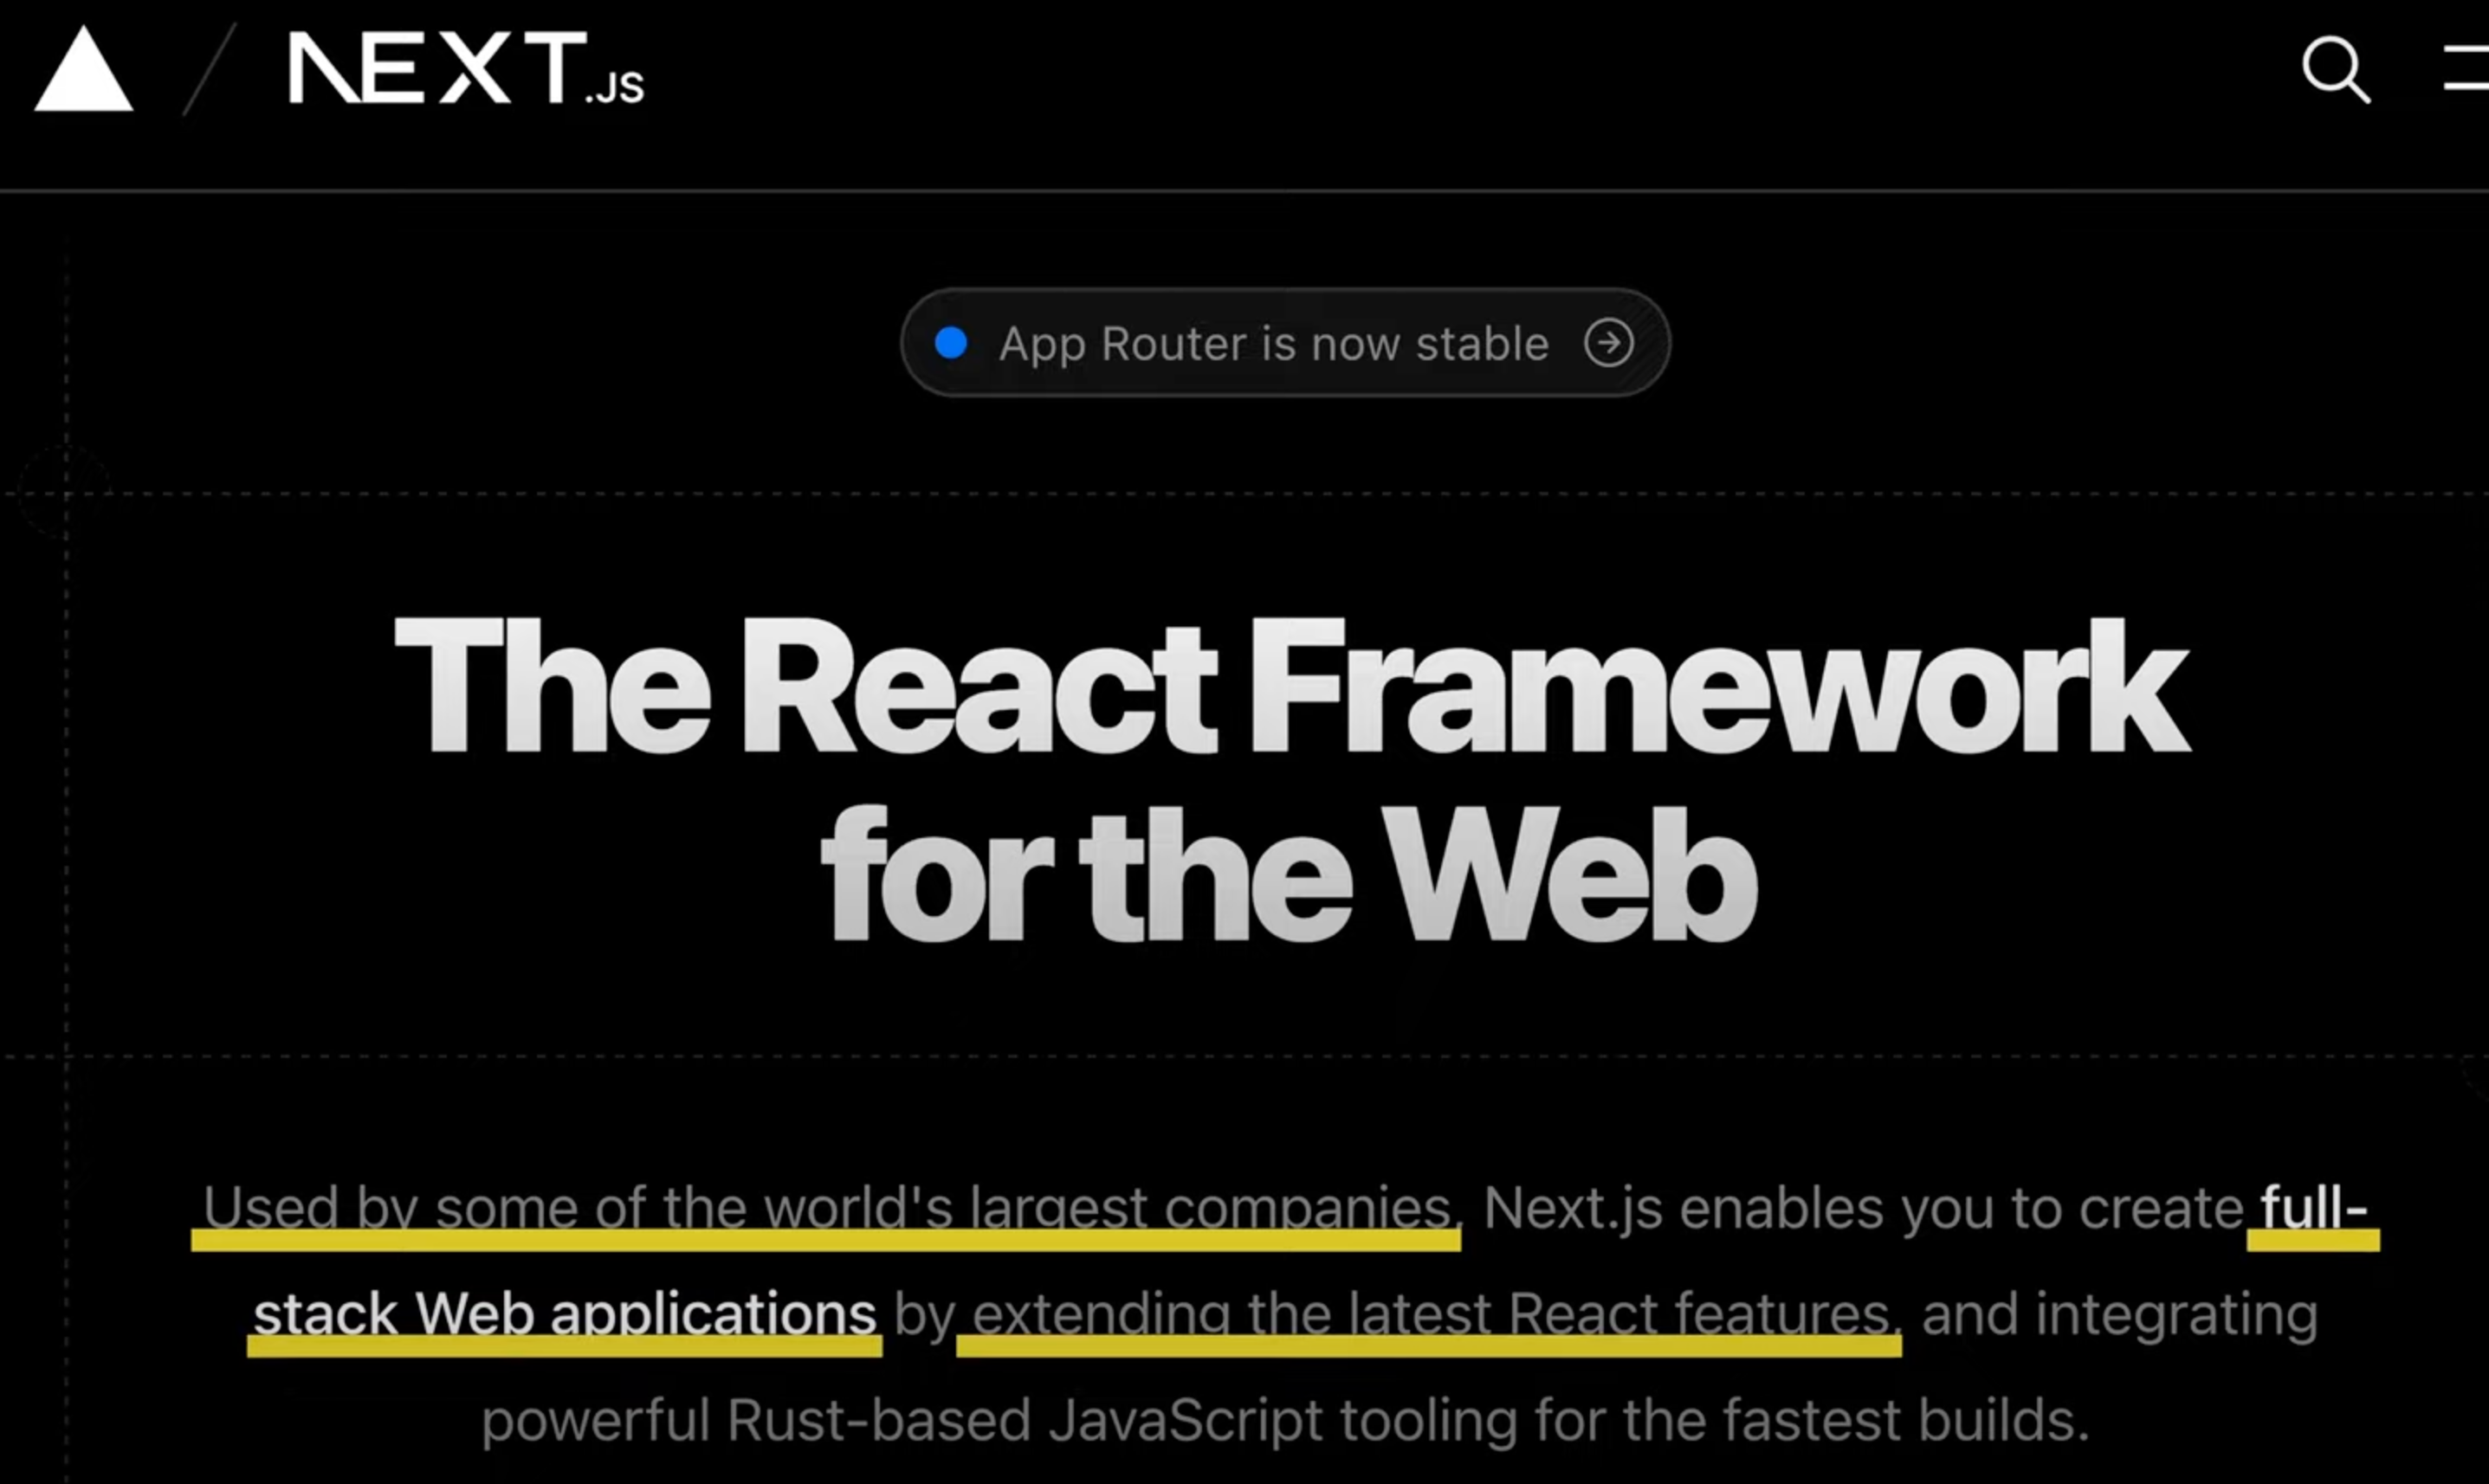 NEXT.JS
App Router is now stable
The React Framework
for the Web
Used by some of the world's largest companies, Next.js enables you to create full-
stack Web applications by extending the latest React features, and integrating
powerful Rust-based JavaScript tooling for the fastest builds.